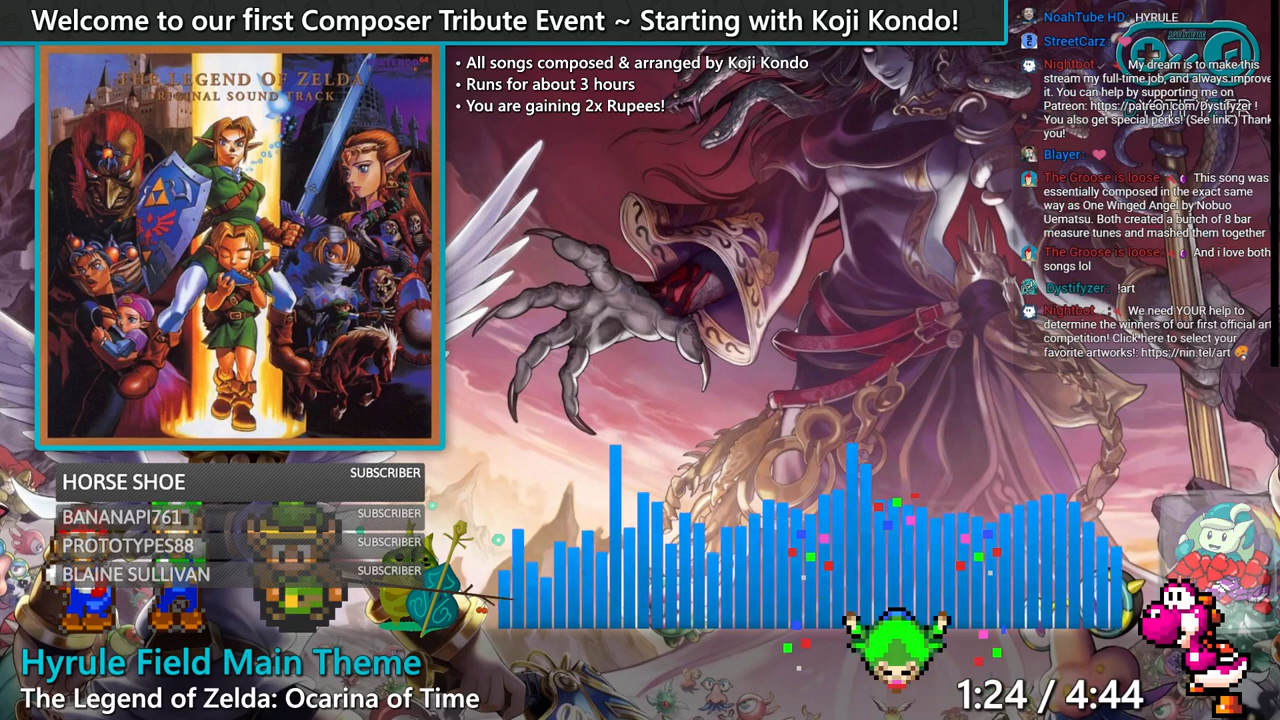 Welcome to our first Composer Tribute Event ~ Starting with Koji Kondo!
NINTENDO 64
THE LEGEND OF ZELDA
ORIGINAL SOUND TRACK
• All songs composed & arranged by Koji Kondo
• Runs for about 3 hours
• You are gaining 2x Rupees!
NoahTube HD: HYRULE
StreetCarz:
Nightbot: My dream is to make this
stream my full-time job, and always improve
it. You can help by supporting me on
Patreon: https://patreon.com/Dystifyzer !
You also get special perks! (See link.) Thank
you!
Blayer:
The Groose is loose: This song was
essentially composed in the exact same
way as One Winged Angel by Nobuo
Uematsu. Both created a bunch of 8 bar
measure tunes and mashed them together
The Groose is loose: And i love both
songs lol
Dystifyzer: !art
Nightbot: We need YOUR help to
determine the winners of our first official art
competition! Click here to select your
favorite artworks!: https://nin.tel/art
HORSE SHOE SUBSCRIBER
BANANAPI761 SUBSCRIBER
PROTOTYPES88 SUBSCRIBER
BLAINE SULLIVAN SUBSCRIBER
Hyrule Field Main Theme
The Legend of Zelda: Ocarina of Time
1:24 / 4:44